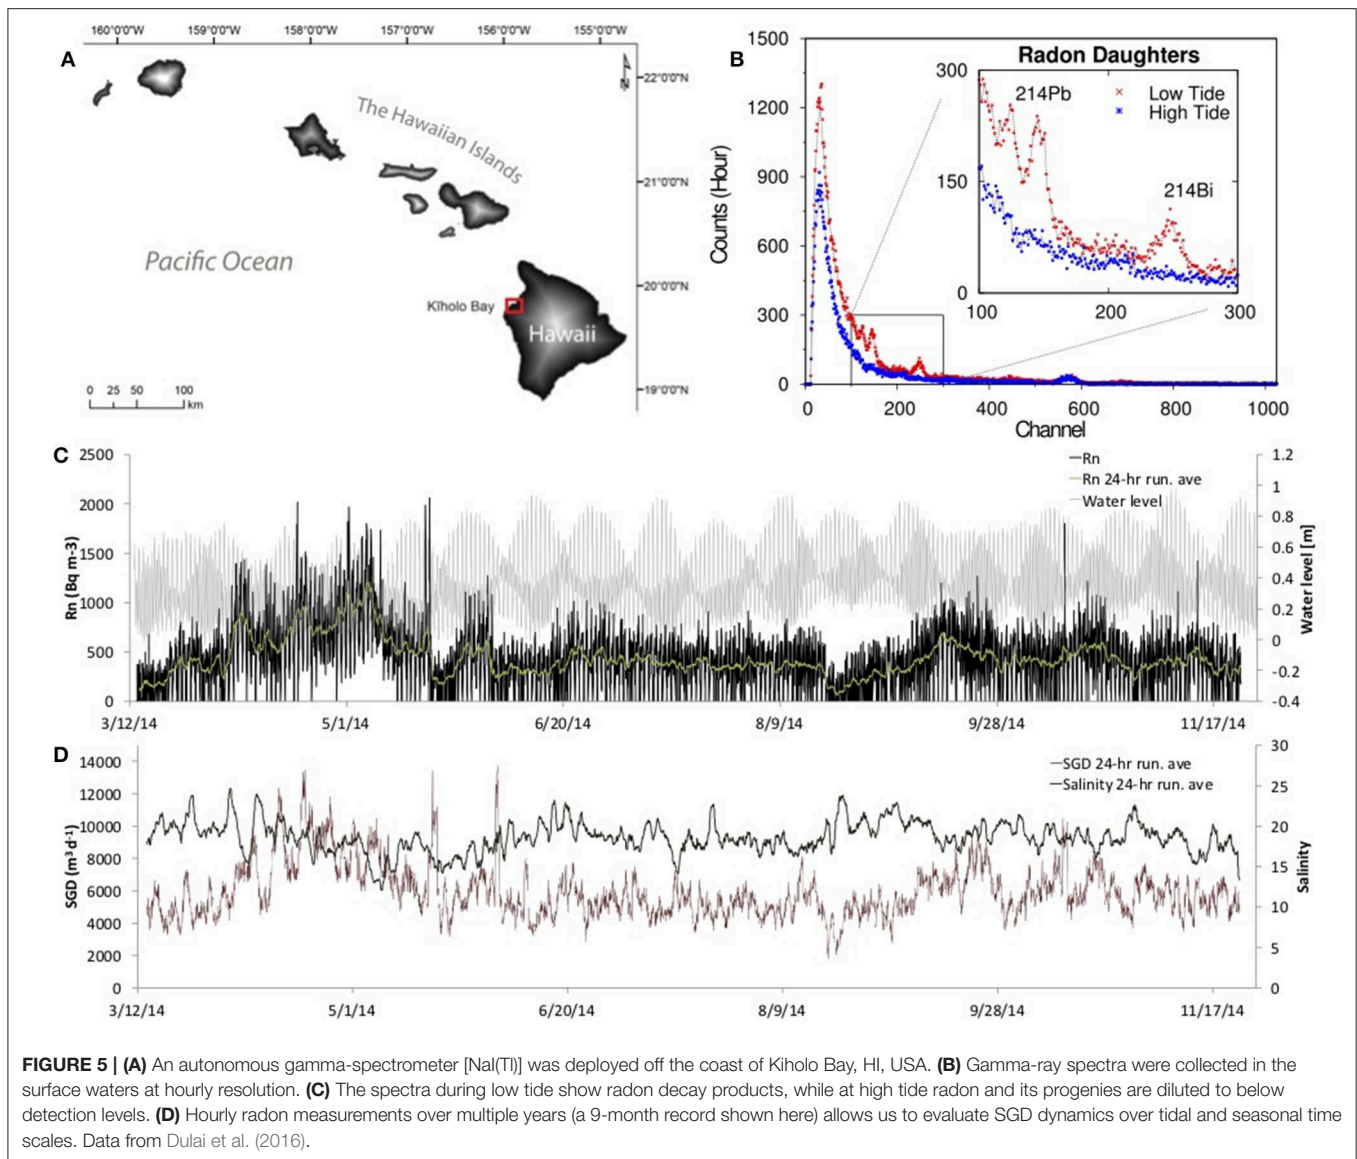 160°0'0"W 159°0'0"W 158°0'0"W 157°0'0"W 156°0'0"W 155°0'0"W
A
N
22°0'0"N
The Hawaiian Islands
21°0'0"N
Pacific Ocean
20°0'0"N
Kīholo Bay
Hawaii
19°0'0"N
0 25 50 100
km
B
1500
Radon Daughters
300
214Pb
× Low Tide
High Tide
1200
150
214Bi
900
0
100 200 300
600
300
0
Counts (Hour)
0 200 400 600 800 1000
Channel
C
2500
2000
1500
1000
500
0
Rn (Bq m-3)
Rn
Rn 24-hr run. ave
Water level
1.2
1
0.8
0.6
0.4
0.2
0
-0.2
-0.4
Water level [m]
3/12/14 5/1/14 6/20/14 8/9/14 9/28/14 11/17/14
D
14000
12000
10000
8000
6000
4000
2000
0
SGD (m³ d⁻¹)
SGD 24-hr run. ave
Salinity 24-hr run. ave
30
25
20
15
10
5
0
Salinity
3/12/14 5/1/14 6/20/14 8/9/14 9/28/14 11/17/14
FIGURE 5 | (A) An autonomous gamma-spectrometer [NaI(Tl)] was deployed off the coast of Kiholo Bay, HI, USA. (B) Gamma-ray spectra were collected in the
surface waters at hourly resolution. (C) The spectra during low tide show radon decay products, while at high tide radon and its progenies are diluted to below
detection levels. (D) Hourly radon measurements over multiple years (a 9-month record shown here) allows us to evaluate SGD dynamics over tidal and seasonal time
scales. Data from Dulai et al. (2016).